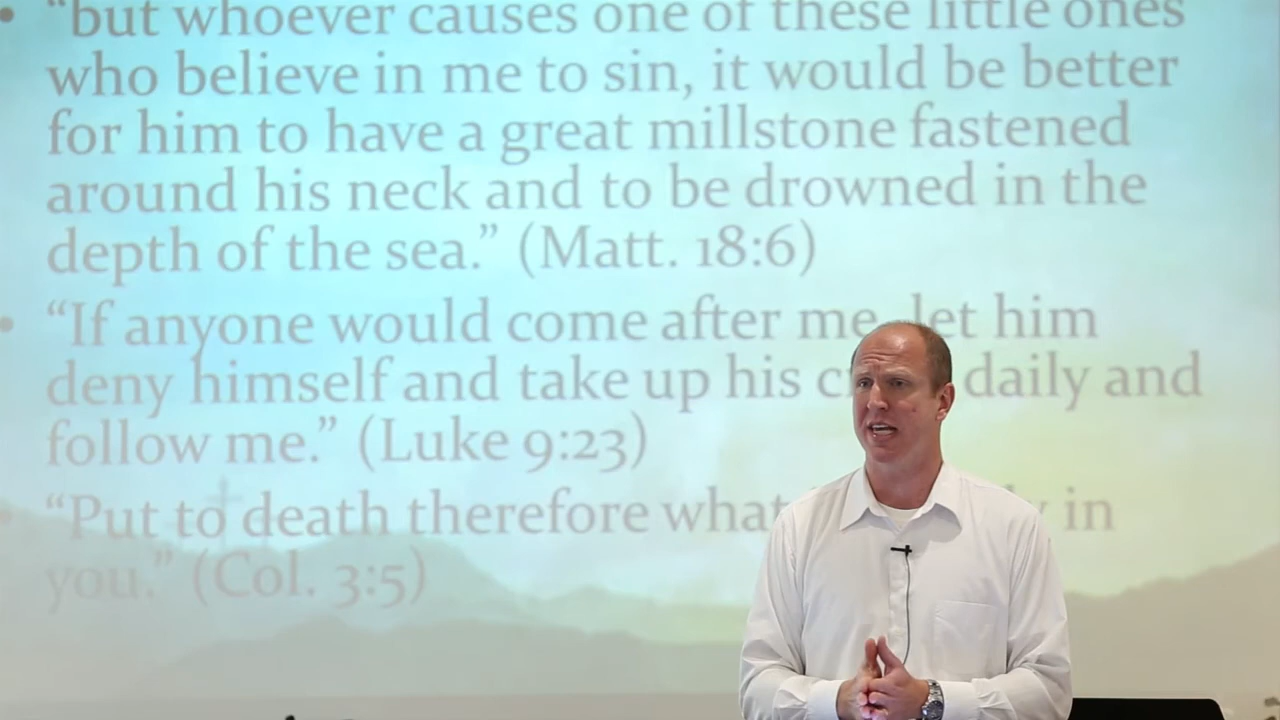 • “but whoever causes one of these little ones
who believe in me to sin, it would be better
for him to have a great millstone fastened
around his neck and to be drowned in the
depth of the sea.” (Matt. 18:6)
• “If anyone would come after me, let him
deny himself and take up his daily and
follow me.” (Luke 9:23)
• “Put to death therefore what in
you.” (Col. 3:5)